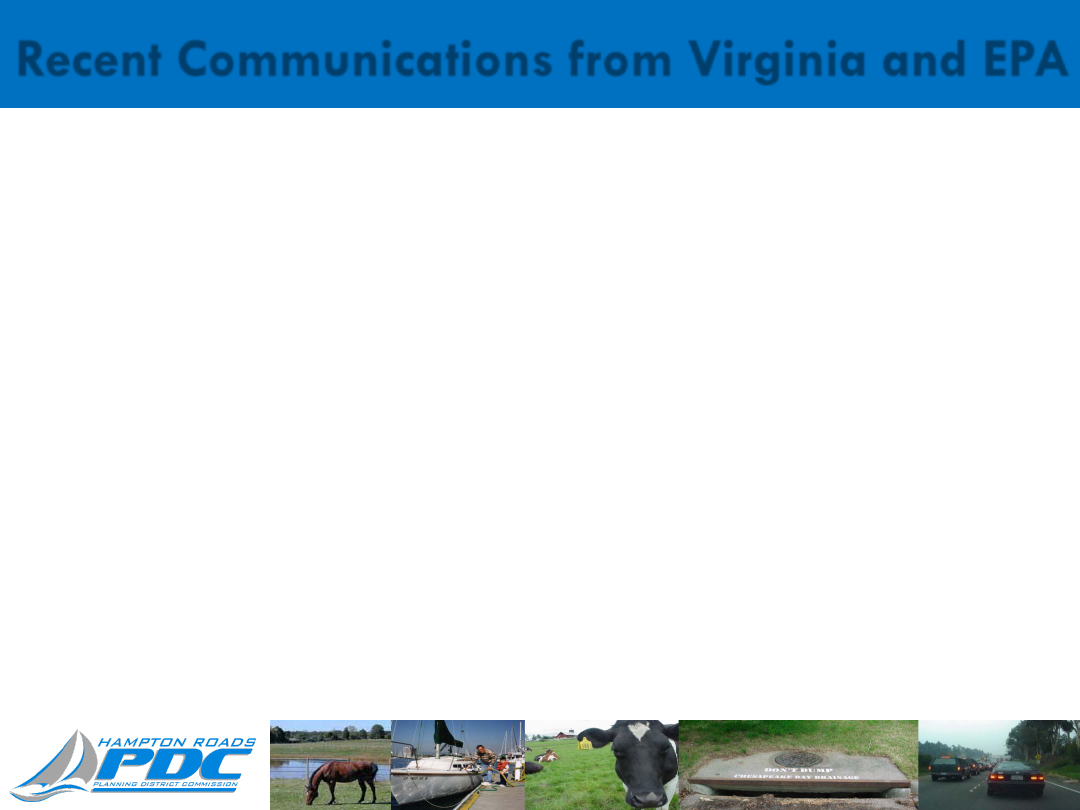 Recent Communications from Virginia and EPA
HAMPTON ROADS
PDC
PLANNING DISTRICT COMMISSION
DON'T DUMP
CHESAPEAKE BAY DRAINAGE